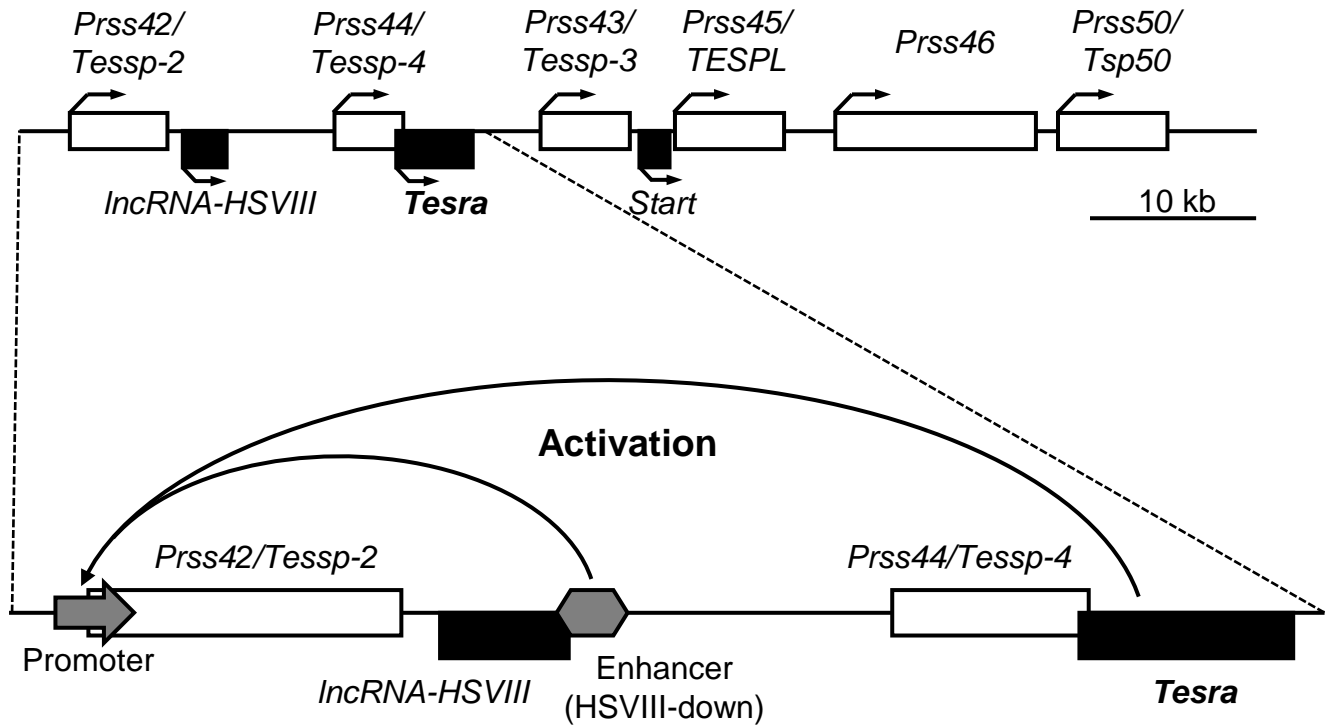 Prss42/
Tessp-2
Prss44/
Tessp-4
Prss43/
Tessp-3
Prss45/
TESPL
Prss46
Prss50/
Tsp50
lncRNA-HSVIII
Tesra
Start
10 kb
Activation
Prss42/Tessp-2
Prss44/Tessp-4
Promoter
lncRNA-HSVIII
Enhancer
(HSVIII-down)
Tesra